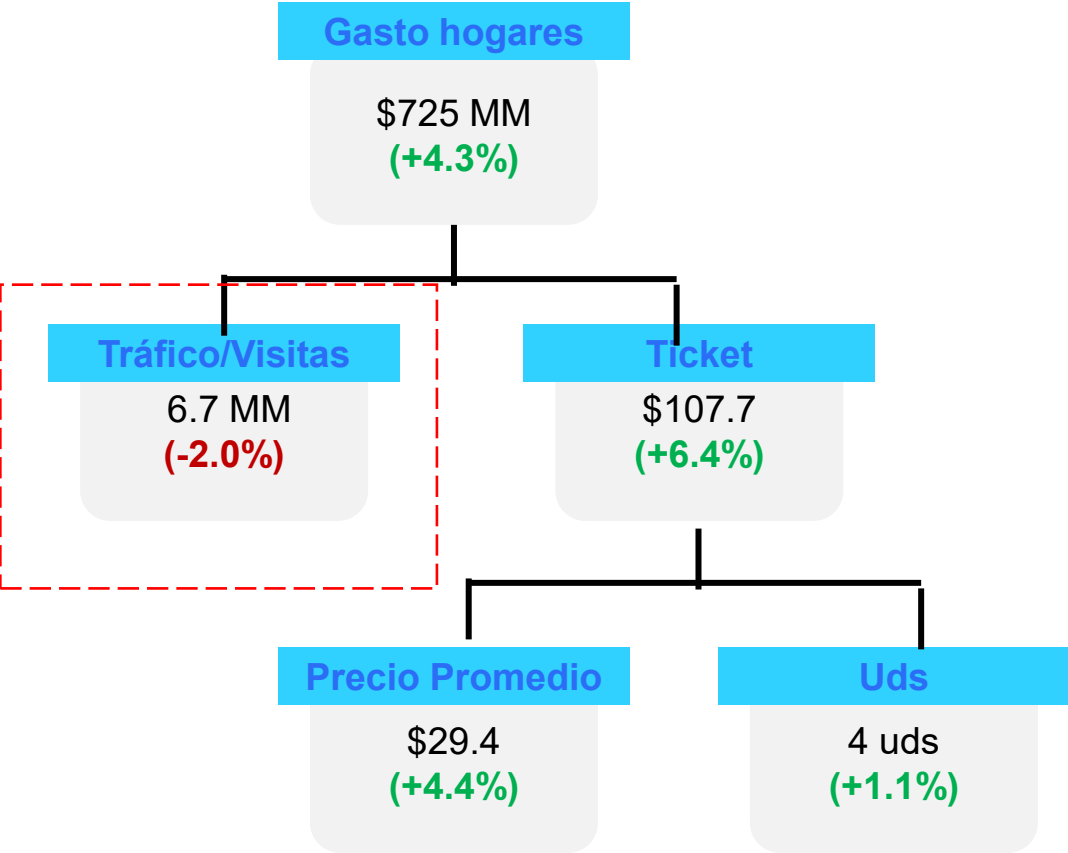 Gasto hogares
$725 MM
(+4.3%)
Tráfico/Visitas
6.7 MM
(-2.0%)
Ticket
$107.7
(+6.4%)
Precio Promedio
$29.4
(+4.4%)
Uds
4 uds
(+1.1%)